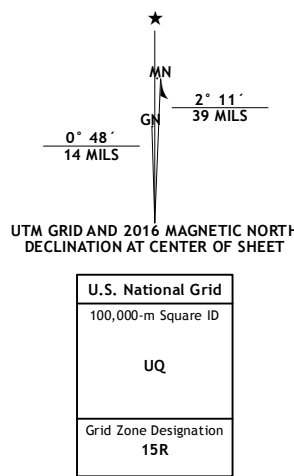 ★
MN
GN
2° 11´
39 MILS
0° 48´
14 MILS
UTM GRID AND 2016 MAGNETIC NORTH
DECLINATION AT CENTER OF SHEET
U.S. National Grid
100,000-m Square ID
UQ
Grid Zone Designation
15R